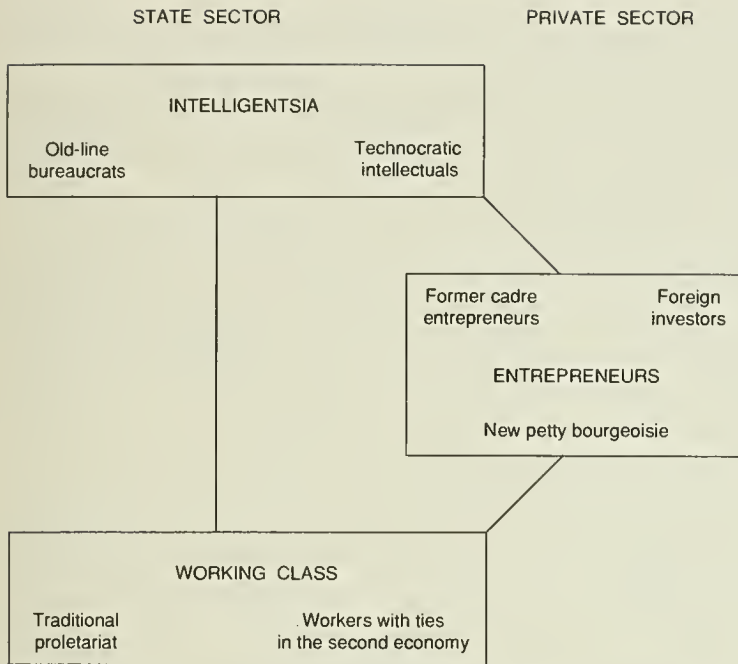 STATE SECTOR
PRIVATE SECTOR
INTELLIGENTSIA
Old-line
bureaucrats
Technocratic
intellectuals
Former cadre
entrepreneurs
Foreign
investors
ENTREPRENEURS
New petty bourgeoisie
WORKING CLASS
Traditional
proletariat
Workers with ties
in the second economy